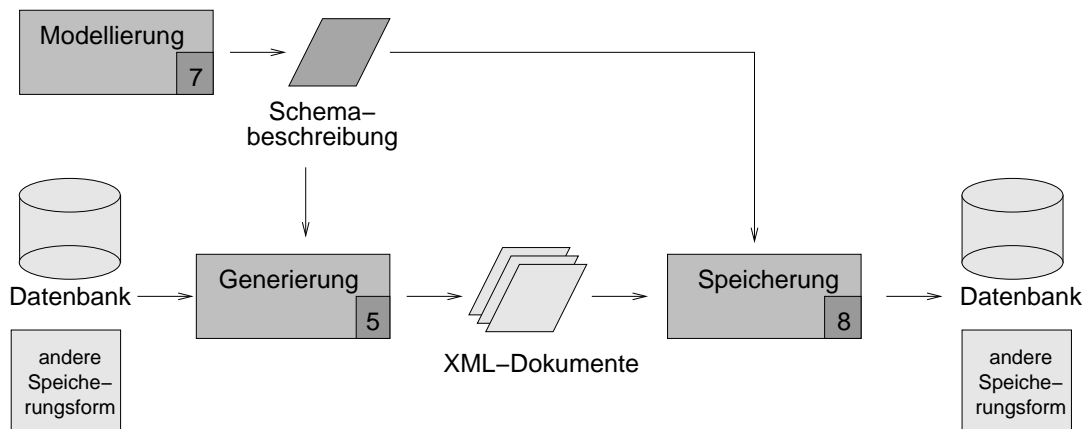 Modellierung
7
Schema−
beschreibung
Datenbank
Generierung
5
XML−Dokumente
Speicherung
8
Datenbank
andere
Speiche−
rungsform
andere
Speiche−
rungsform